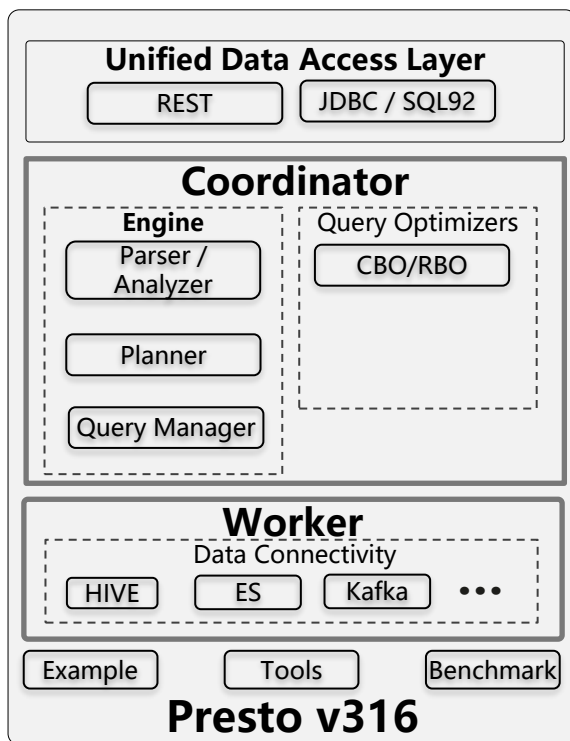 Unified Data Access Layer
REST
JDBC / SQL92
Coordinator
Engine
Parser /
Analyzer
Planner
Query Manager
Query Optimizers
CBO/RBO
Worker
Data Connectivity
HIVE
ES
Kafka
•••
Example
Tools
Benchmark
Presto v316